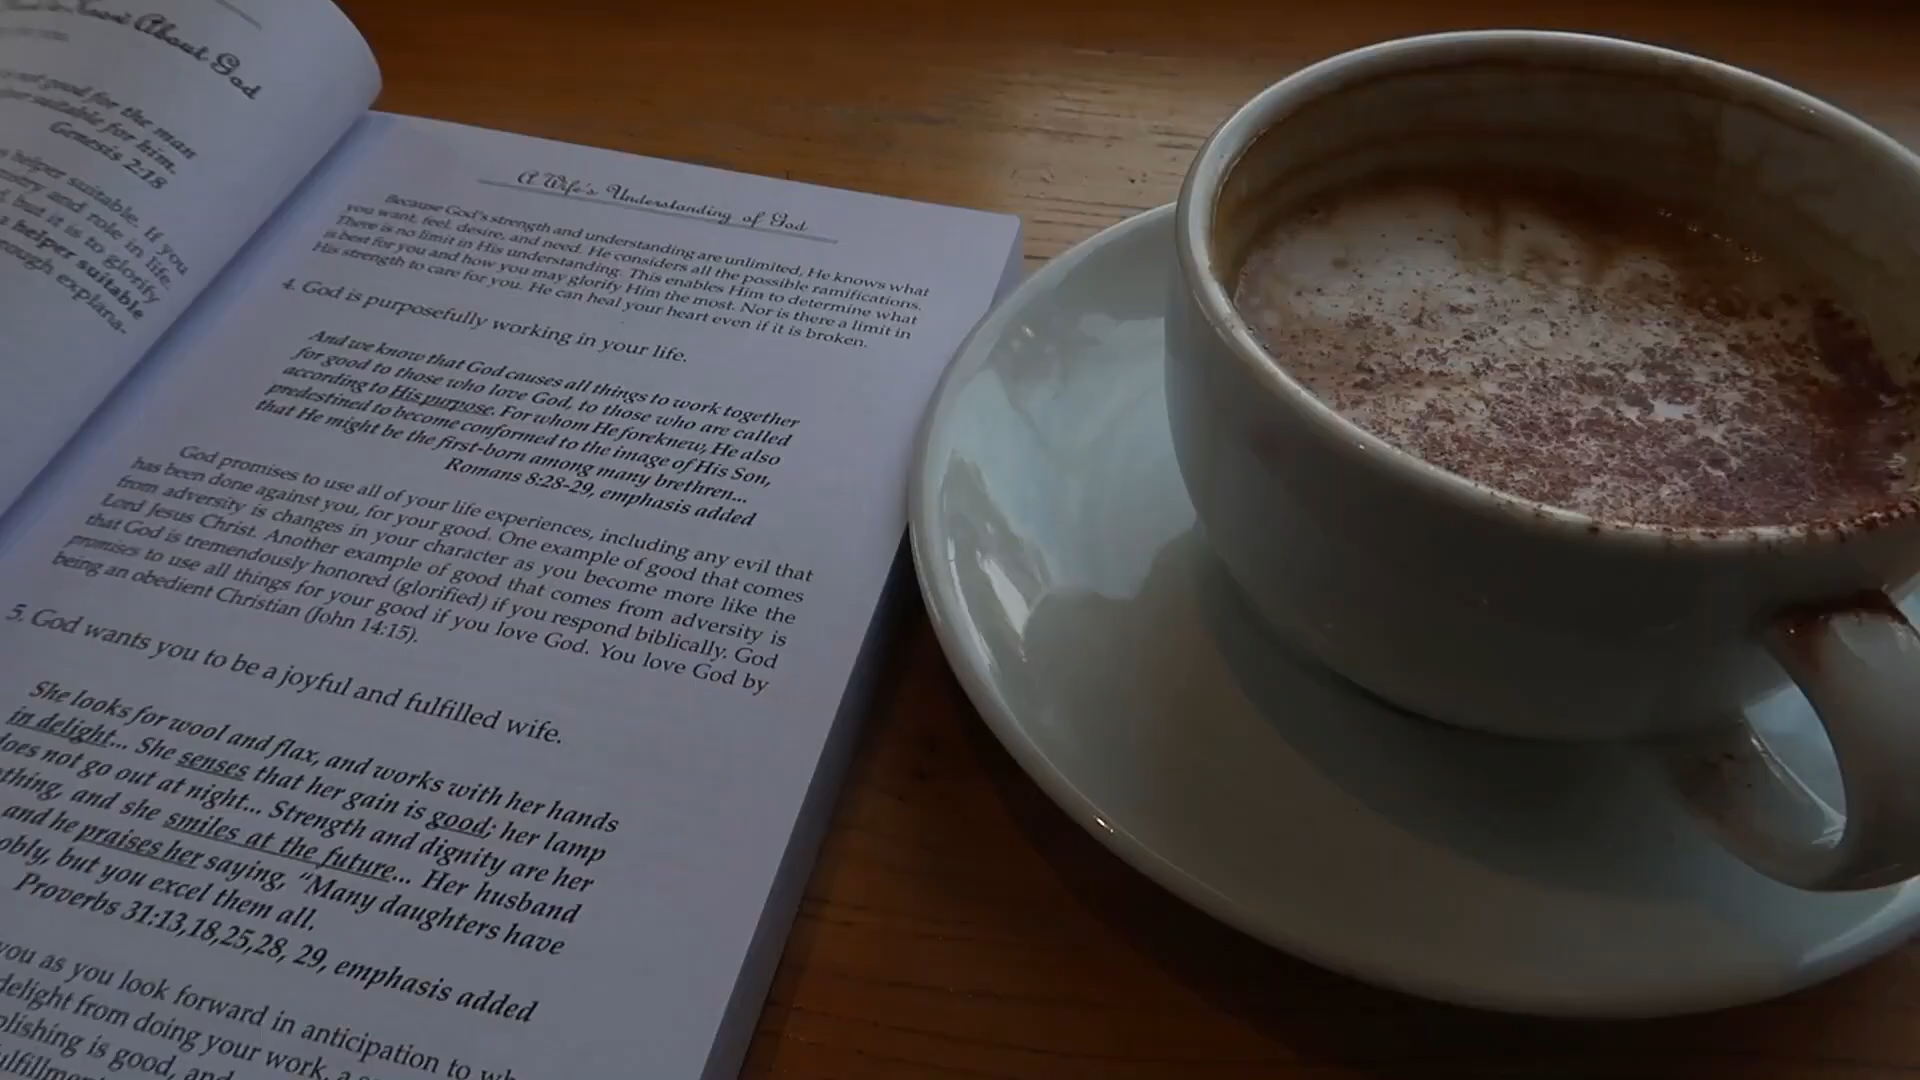 About God
not good for the man
suitable for him.
Genesis 2:18
helper suitable. If you
and role in life.
but it is to glorify
a helper suitable
explana-
A Wife's Understanding of God
Because God's strength and understanding are unlimited, He knows what
you want, feel, desire, and need. He considers all the possible ramifications.
There is no limit in His understanding. This enables Him to determine what
is best for you and how you may glorify Him the most. Nor is there a limit in
His strength to care for you. He can heal your heart even if it is broken.
4. God is purposefully working in your life.
And we know that God causes all things to work together
for good to those who love God, to those who are called
according to His purpose. For whom He foreknew, He also
predestined to become conformed to the image of His Son,
that He might be the first-born among many brethren...
Romans 8:28-29, emphasis added
God promises to use all of your life experiences, including any evil that
has been done against you, for your good. One example of good that comes
from adversity is changes in your character as you become more like the
Lord Jesus Christ. Another example of good that comes from adversity is
that God is tremendously honored (glorified) if you respond biblically. God
promises to use all things for your good if you love God. You love God by
being an obedient Christian (John 14:15).
5. God wants you to be a joyful and fulfilled wife.
She looks for wool and flax, and works with her hands
in delight... She senses that her gain is good; her lamp
does not go out at night... Strength and dignity are her
and she smiles at the future... Her husband
and he praises her saying, "Many daughters have
but you excel them all.
Proverbs 31:13,18,25,28, 29, emphasis added
you as you look forward in anticipation to
delight from doing your work, a
is good, and